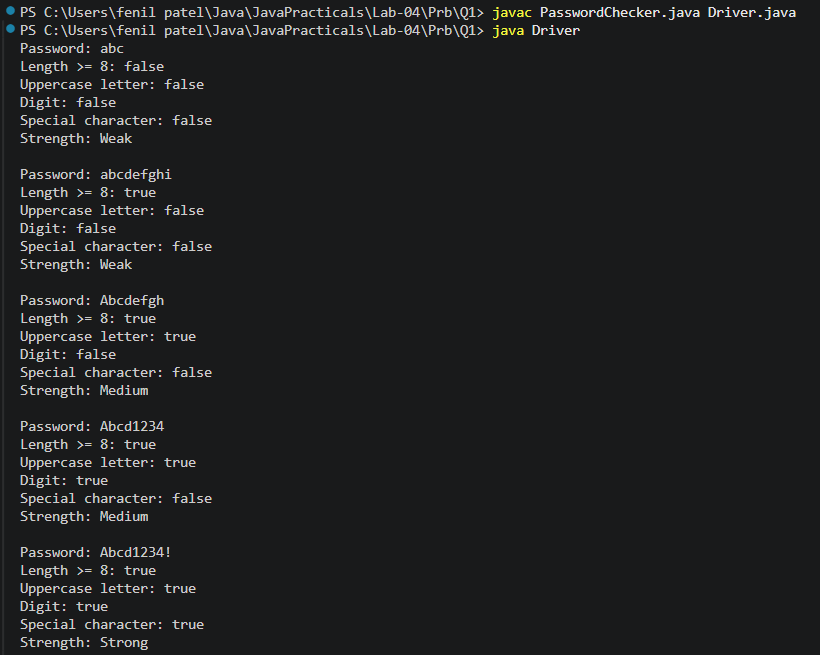 PS C:\Users\fenil patel\Java\JavaPracticals\Lab-04\Prb\Q1> javac PasswordChecker.java Driver.java
PS C:\Users\fenil patel\Java\JavaPracticals\Lab-04\Prb\Q1> java Driver
Password: abc
Length >= 8: false
Uppercase letter: false
Digit: false
Special character: false
Strength: Weak

Password: abcdefghi
Length >= 8: true
Uppercase letter: false
Digit: false
Special character: false
Strength: Weak

Password: Abcdefgh
Length >= 8: true
Uppercase letter: true
Digit: false
Special character: false
Strength: Medium

Password: Abcd1234
Length >= 8: true
Uppercase letter: true
Digit: true
Special character: false
Strength: Medium

Password: Abcd1234!
Length >= 8: true
Uppercase letter: true
Digit: true
Special character: true
Strength: Strong